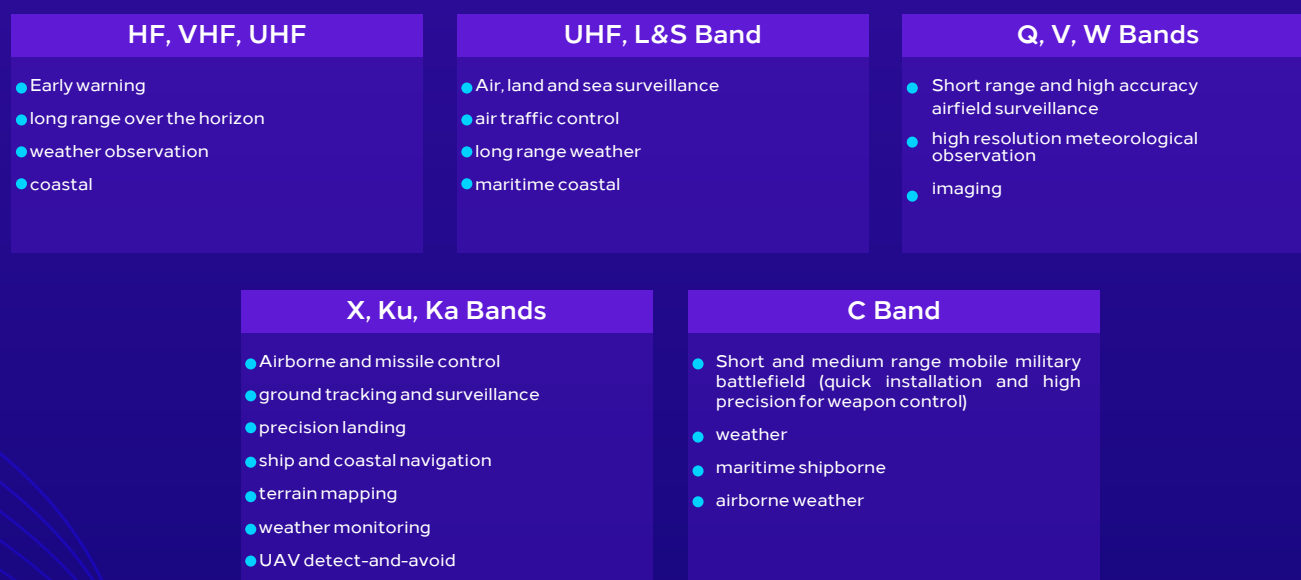 HF, VHF, UHF
Early warning
long range over the horizon
weather observation
coastal
UHF, L&S Band
Air, land and sea surveillance
air traffic control
long range weather
maritime coastal
Q, V, W Bands
Short range and high accuracy
airfield surveillance
high resolution meteorological
observation
imaging
X, Ku, Ka Bands
Airborne and missile control
ground tracking and surveillance
precision landing
ship and coastal navigation
terrain mapping
weather monitoring
UAV detect-and-avoid
C Band
Short and medium range mobile military
battlefield (quick installation and high
precision for weapon control)
weather
maritime shipborne
airborne weather